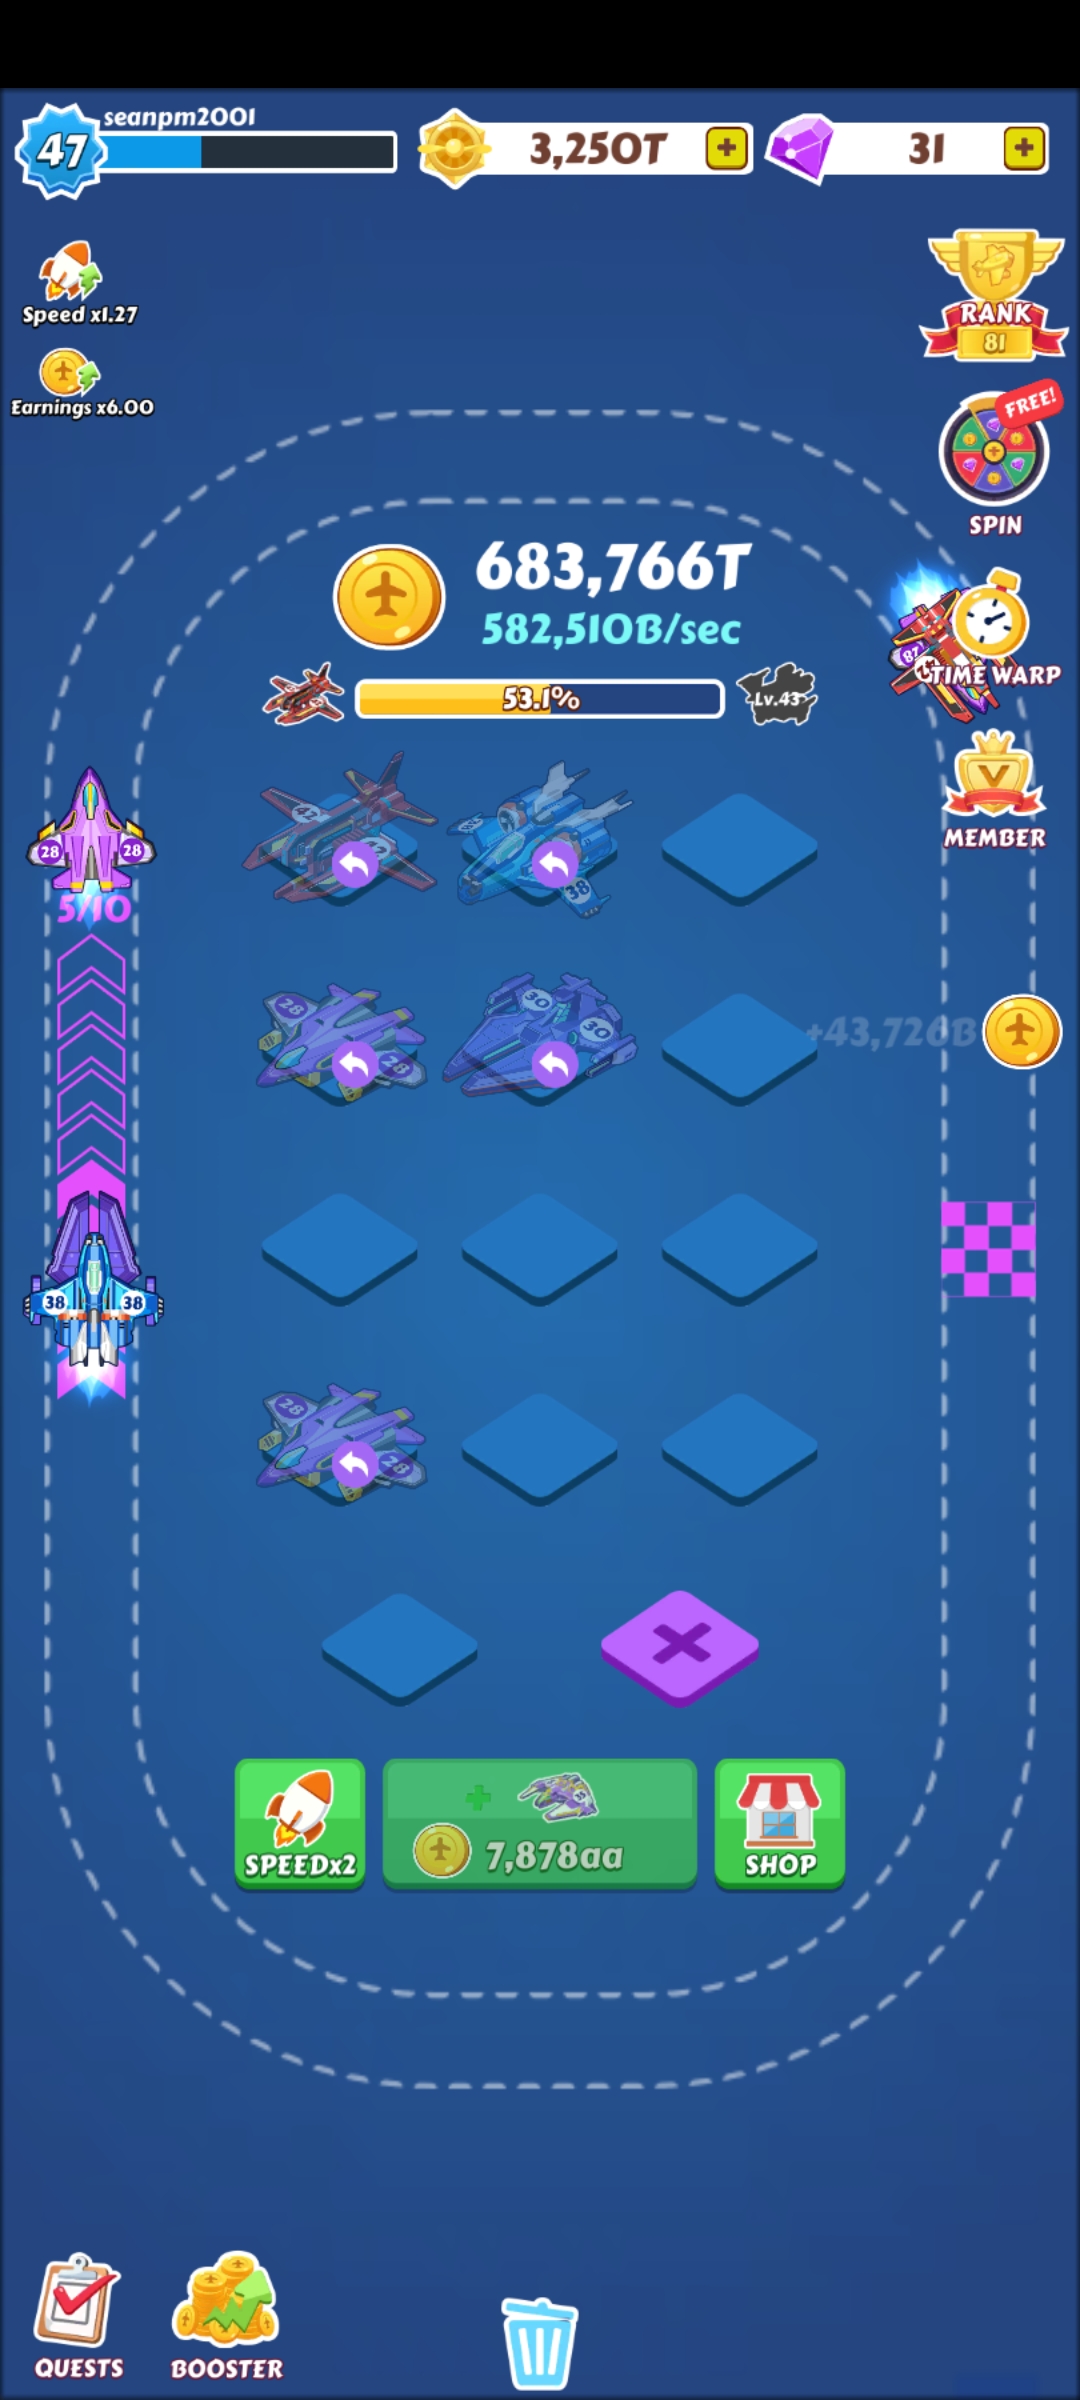 seanpm2001
47
3,250T
31
Speed x1.27
Earnings x6.00
RANK
81
FREE!
SPIN
683,766T
582,510B/sec
53.1%
Lv.43
TIME WARP
MEMBER
42
42
38
38
28
28
5/10
28
28
30
30
+43,726B
38
38
28
28
SPEEDx2
7,878aa
SHOP
QUESTS
BOOSTER